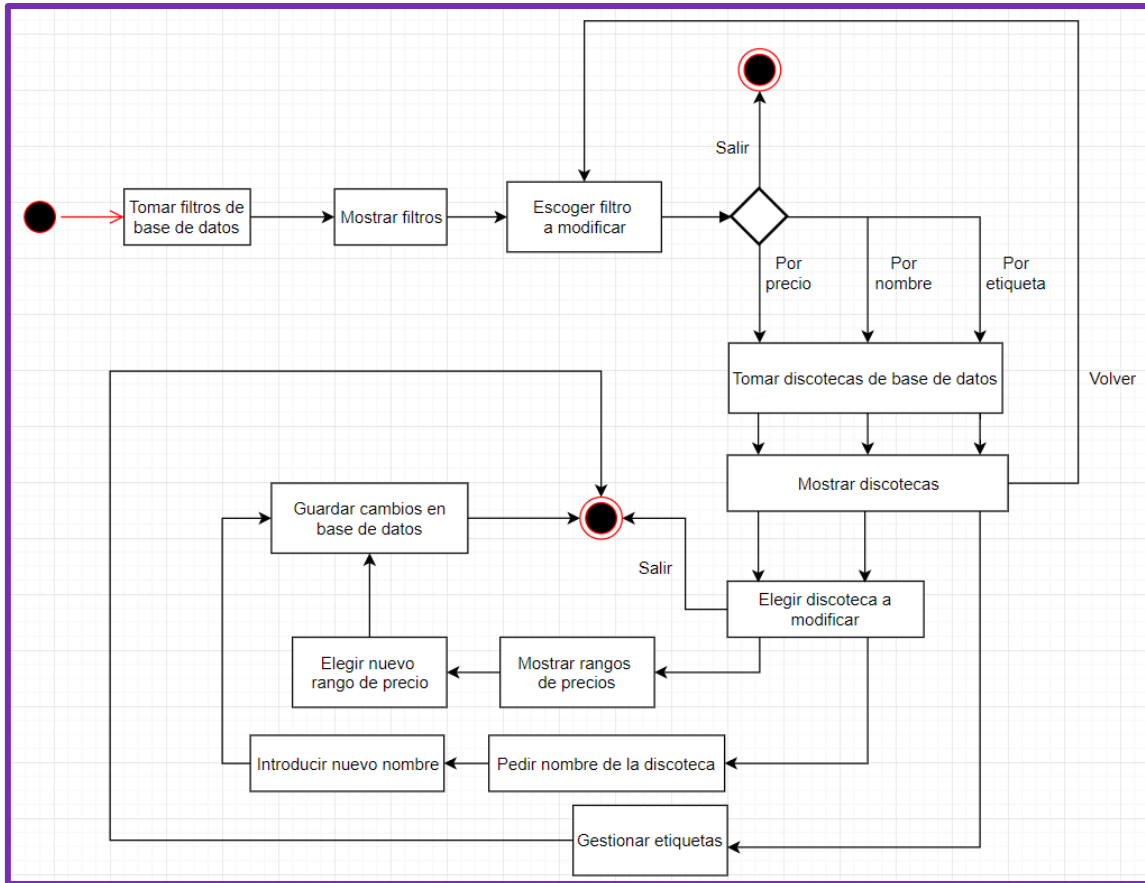 Salir
Tomar filtros de
base de datos
Mostrar filtros
Escoger filtro
a modificar
Por
precio
Por
nombre
Por
etiqueta
Tomar discotecas de base de datos
Volver
Mostrar discotecas
Guardar cambios en
base de datos
Salir
Elegir discoteca a
modificar
Elegir nuevo
rango de precio
Mostrar rangos
de precios
Introducir nuevo nombre
Pedir nombre de la discoteca
Gestionar etiquetas